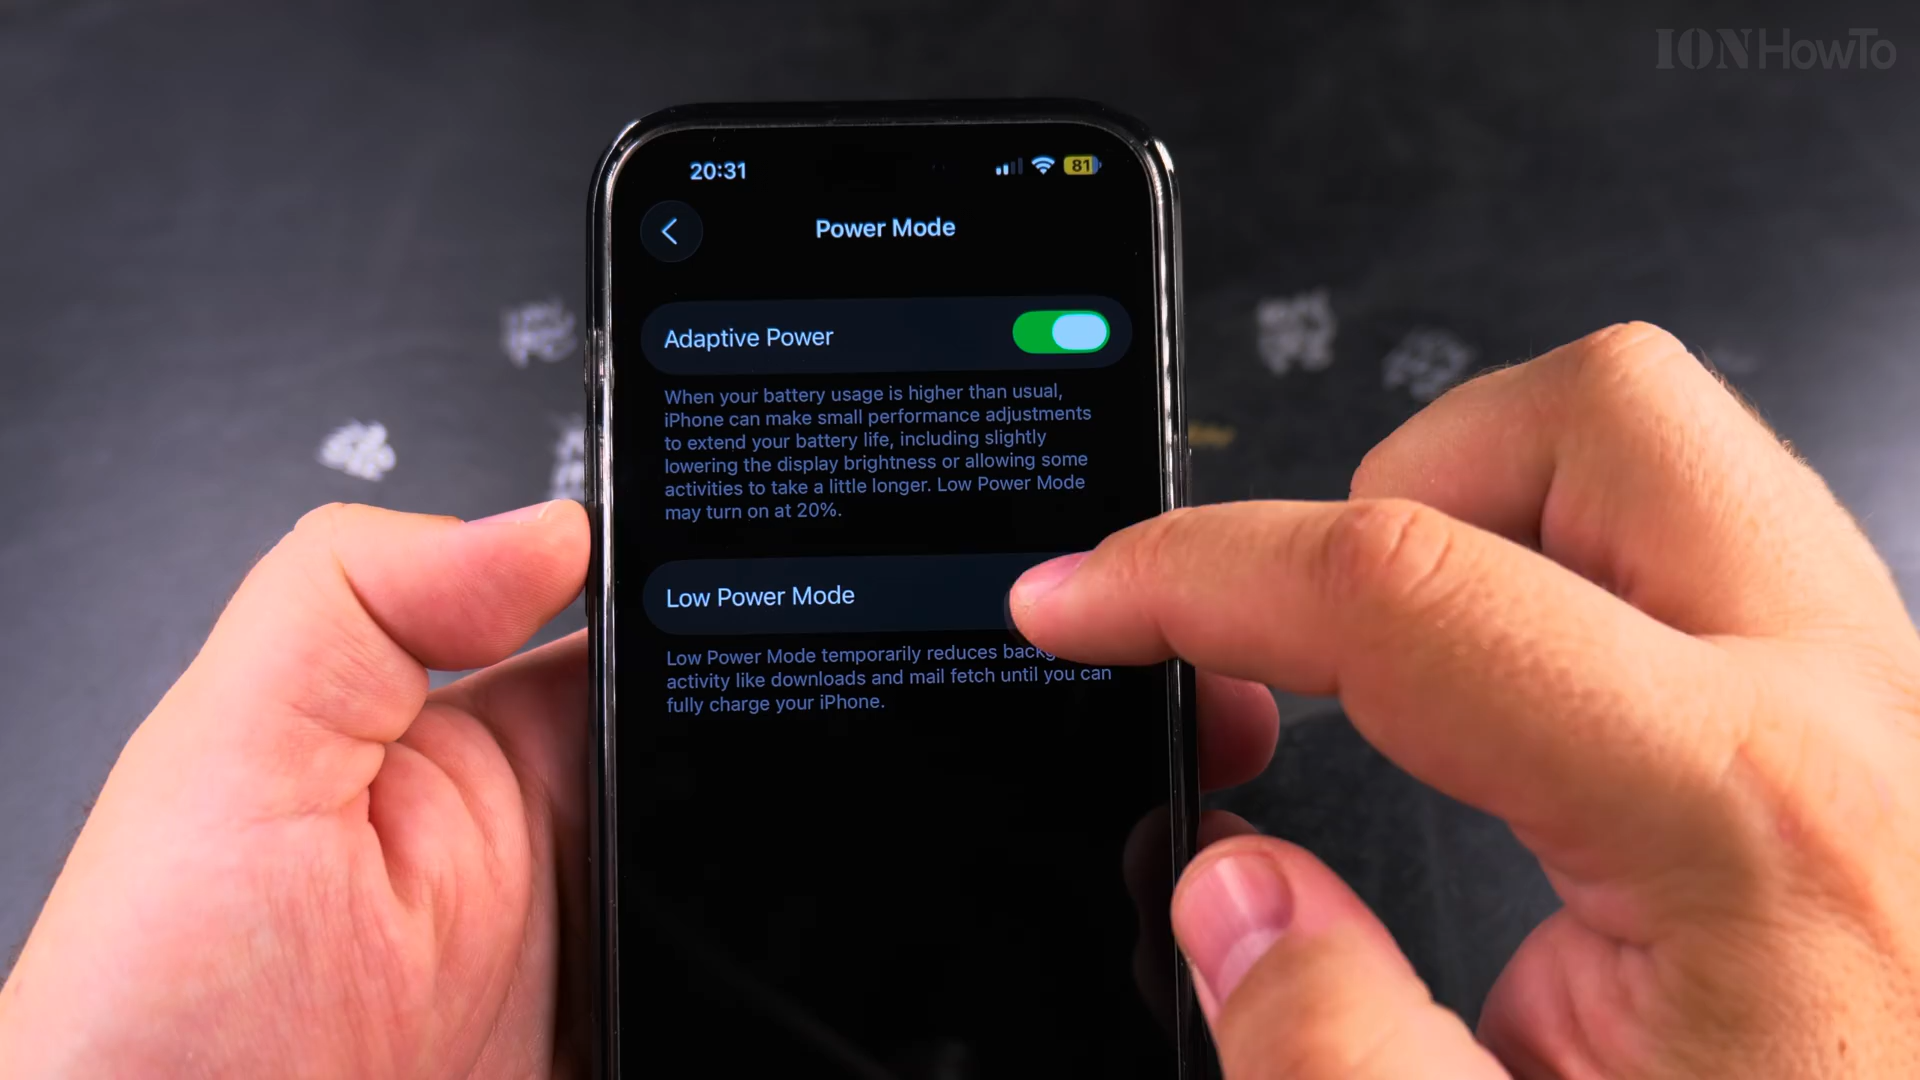 IONHowTo
20:31
81
Power Mode
Adaptive Power
When your battery usage is higher than usual,
iPhone can make small performance adjustments
to extend your battery life, including slightly
lowering the display brightness or allowing some
activities to take a little longer. Low Power Mode
may turn on at 20%.
Low Power Mode
Low Power Mode temporarily reduces
activity like downloads and mail fetch until you can
fully charge your iPhone.